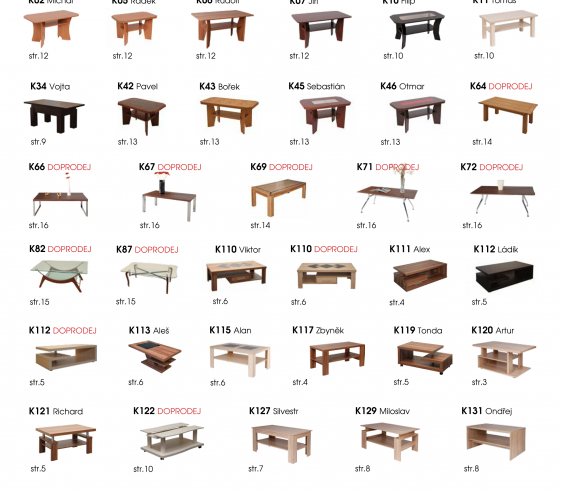 K02 Michal K05 Radek K06 Rudolf K07 Jiří K10 Filip K11 Tomáš
str.12 str.12 str.12 str.12 str.10 str.10
K34 Vojta K42 Pavel K43 Bořek K45 Sebastián K46 Otmar K64 DOPRODEJ
str.9 str.13 str.13 str.13 str.13 str.14
K66 DOPRODEJ K67 DOPRODEJ K69 DOPRODEJ K71 DOPRODEJ K72 DOPRODEJ
str.16 str.16 str.14 str.16 str.16
K82 DOPRODEJ K87 DOPRODEJ K110 Viktor K110 DOPRODEJ K111 Alex K112 Ládik
str.15 str.15 str.6 str.6 str.4 str.5
K112 DOPRODEJ K113 Aleš K115 Alan K117 Zbyněk K119 Tonda K120 Artur
str.5 str.6 str.6 str.4 str.5 str.3
K121 Richard K122 DOPRODEJ K127 Silvestr K129 Miloslav K131 Ondřej
str.5 str.10 str.7 str.8 str.8